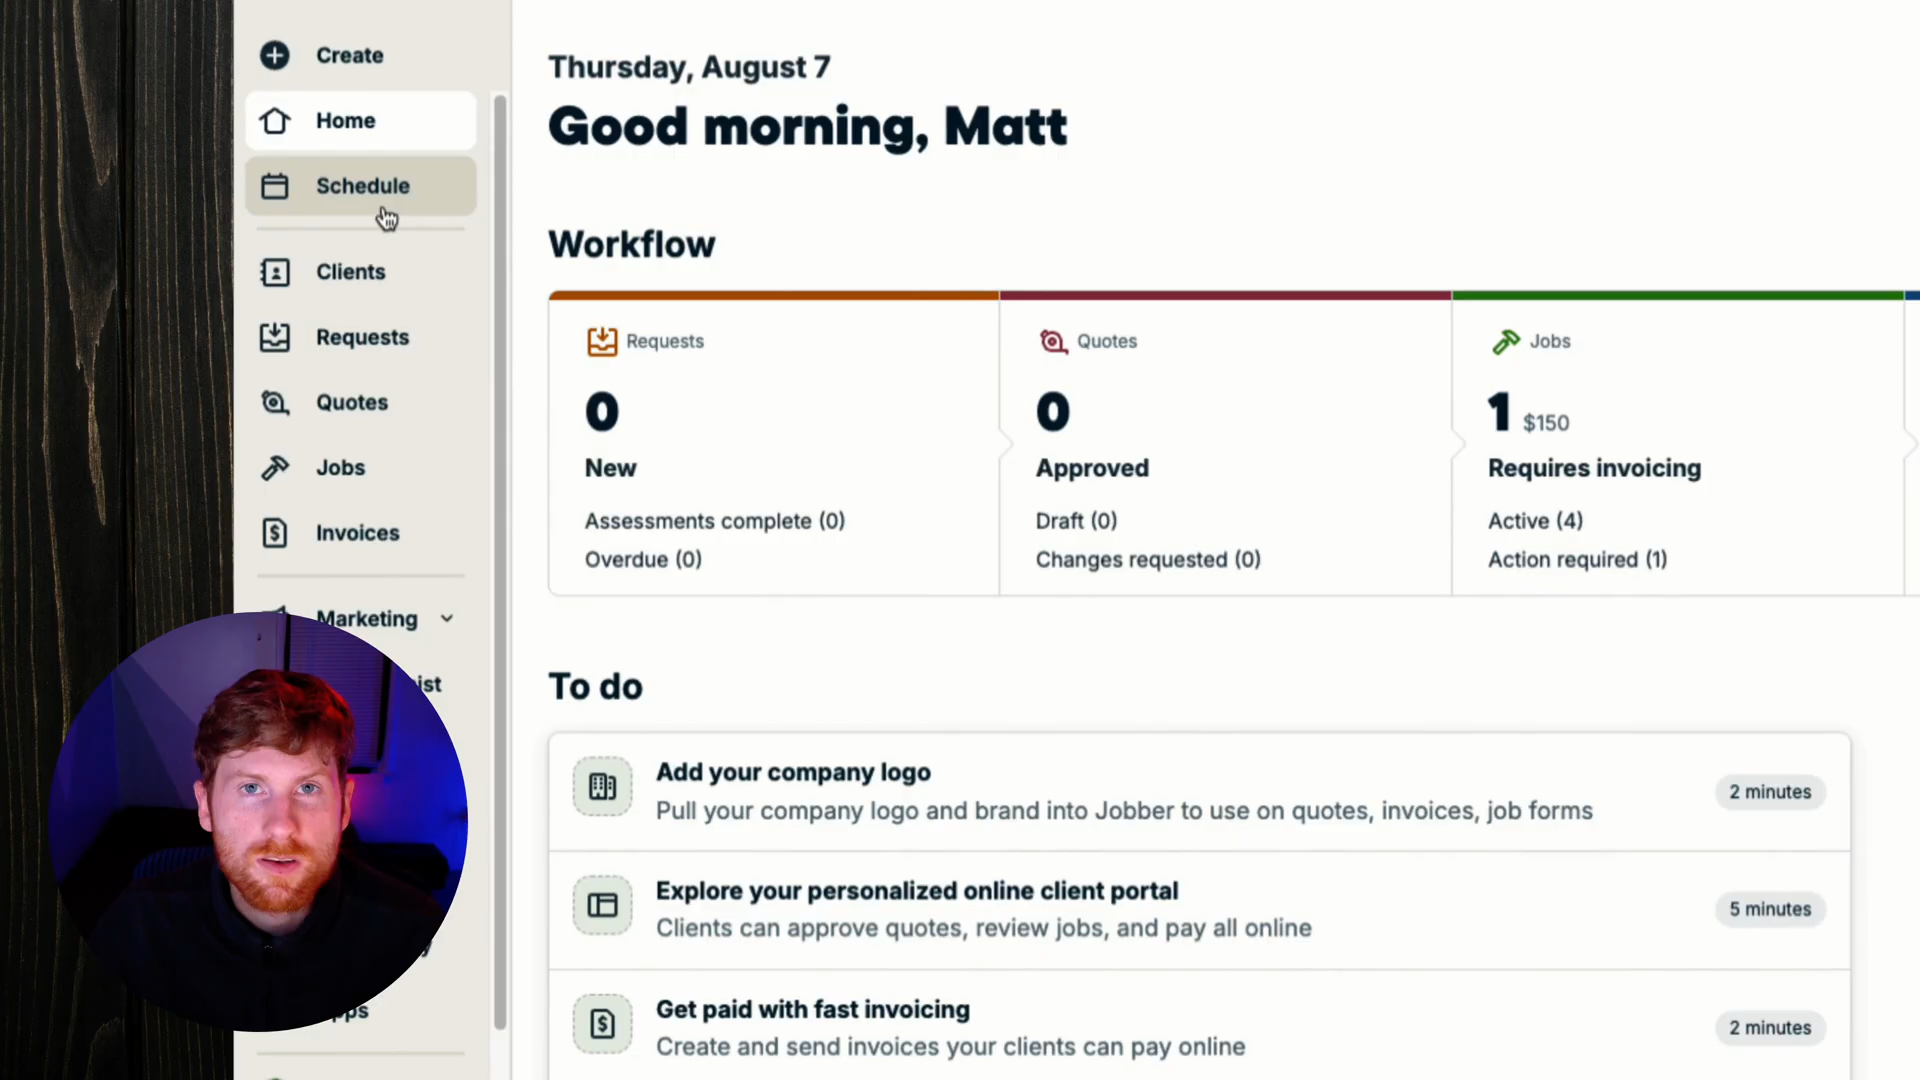 Create
Home
Schedule
Clients
Requests
Quotes
Jobs
Invoices
Marketing
Thursday, August 7
Good morning, Matt
Workflow
Requests
0
New
Assessments complete (0)
Overdue (0)
Quotes
0
Approved
Draft (0)
Changes requested (0)
Jobs
1 $150
Requires invoicing
Active (4)
Action required (1)
To do
Add your company logo
Pull your company logo and brand into Jobber to use on quotes, invoices, job forms
2 minutes
Explore your personalized online client portal
Clients can approve quotes, review jobs, and pay all online
5 minutes
Get paid with fast invoicing
Create and send invoices your clients can pay online
2 minutes